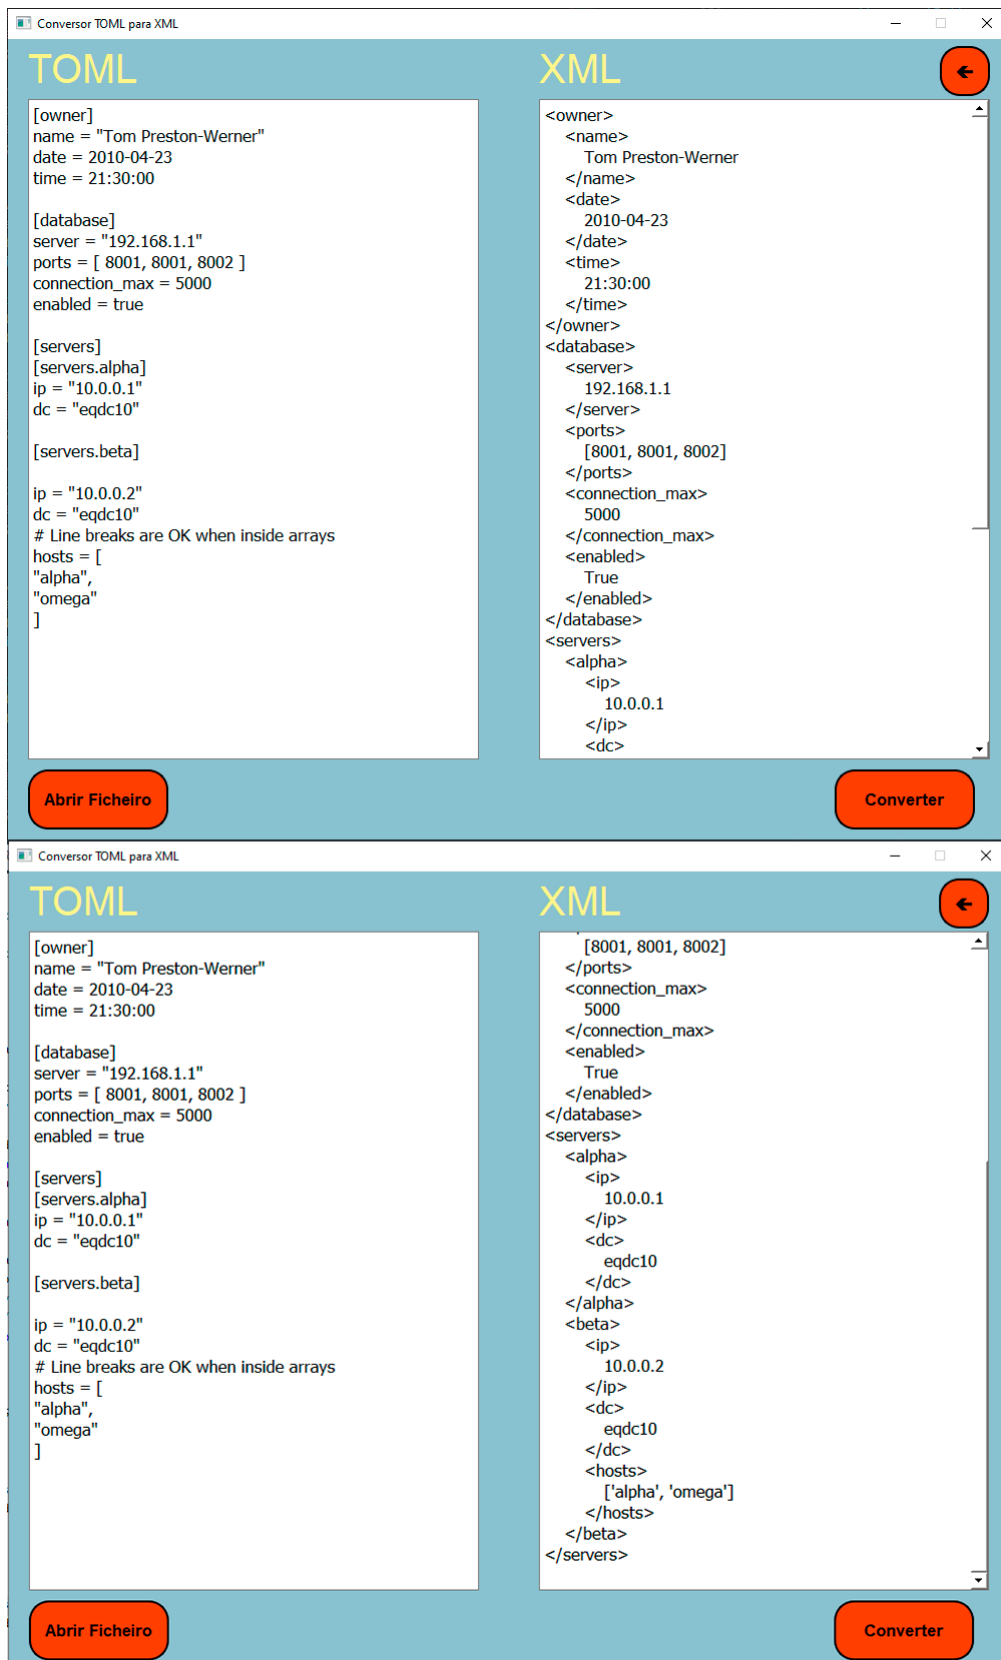 Conversor TOML para XML
TOML
[owner]
name = "Tom Preston-Werner"
date = 2010-04-23
time = 21:30:00
[database]
server = "192.168.1.1"
ports = [ 8001, 8001, 8002 ]
connection_max = 5000
enabled = true
[servers]
[servers.alpha]
ip = "10.0.0.1"
dc = "eqdc10"
[servers.beta]
ip = "10.0.0.2"
dc = "eqdc10"
# Line breaks are OK when inside arrays
hosts = [
"alpha",
"omega"
]
Abrir Ficheiro
XML
<owner>
<name>
Tom Preston-Werner
</name>
<date>
2010-04-23
</date>
<time>
21:30:00
</time>
</owner>
<database>
<server>
192.168.1.1
</server>
<ports>
[8001, 8001, 8002]
</ports>
<connection_max>
5000
</connection_max>
<enabled>
True
</enabled>
</database>
<servers>
<alpha>
<ip>
10.0.0.1
</ip>
<dc>
Converter
Conversor TOML para XML
TOML
[owner]
name = "Tom Preston-Werner"
date = 2010-04-23
time = 21:30:00
[database]
server = "192.168.1.1"
ports = [ 8001, 8001, 8002 ]
connection_max = 5000
enabled = true
[servers]
[servers.alpha]
ip = "10.0.0.1"
dc = "eqdc10"
[servers.beta]
ip = "10.0.0.2"
dc = "eqdc10"
# Line breaks are OK when inside arrays
hosts = [
"alpha",
"omega"
]
Abrir Ficheiro
XML
[8001, 8001, 8002]
</ports>
<connection_max>
5000
</connection_max>
<enabled>
True
</enabled>
</database>
<servers>
<alpha>
<ip>
10.0.0.1
</ip>
<dc>
eqdc10
</dc>
</alpha>
<beta>
<ip>
10.0.0.2
</ip>
<dc>
eqdc10
</dc>
<hosts>
['alpha', 'omega']
</hosts>
</beta>
</servers>
Converter